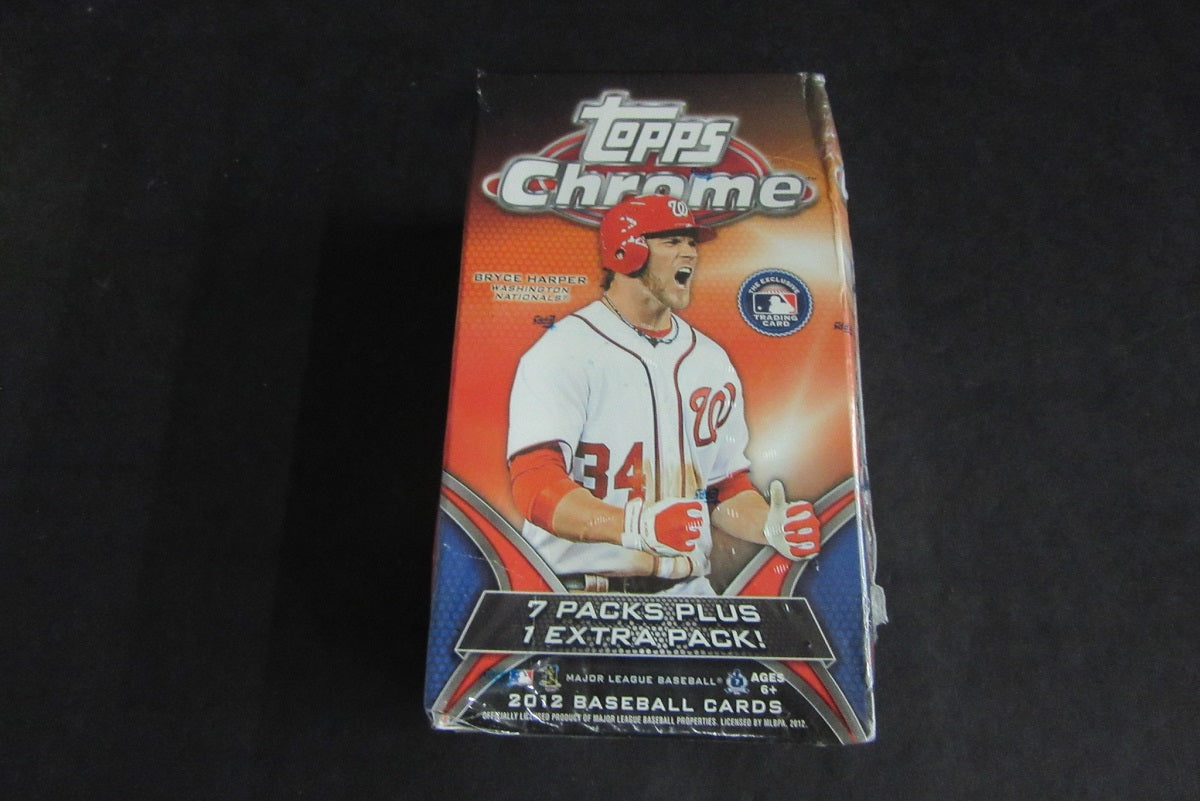 Topps
Chrome
BRYCE HARPER
WASHINGTON
NATIONALS®
THE EXCLUSIVE
TRADING
CARD
W
W
34
7 PACKS PLUS
1 EXTRA PACK!
MAJOR LEAGUE BASEBALL®
AGES
6+
2012 BASEBALL CARDS
OFFICIALLY LICENSED PRODUCT OF MAJOR LEAGUE BASEBALL PROPERTIES. LICENSED BY MLBPA, 2012.